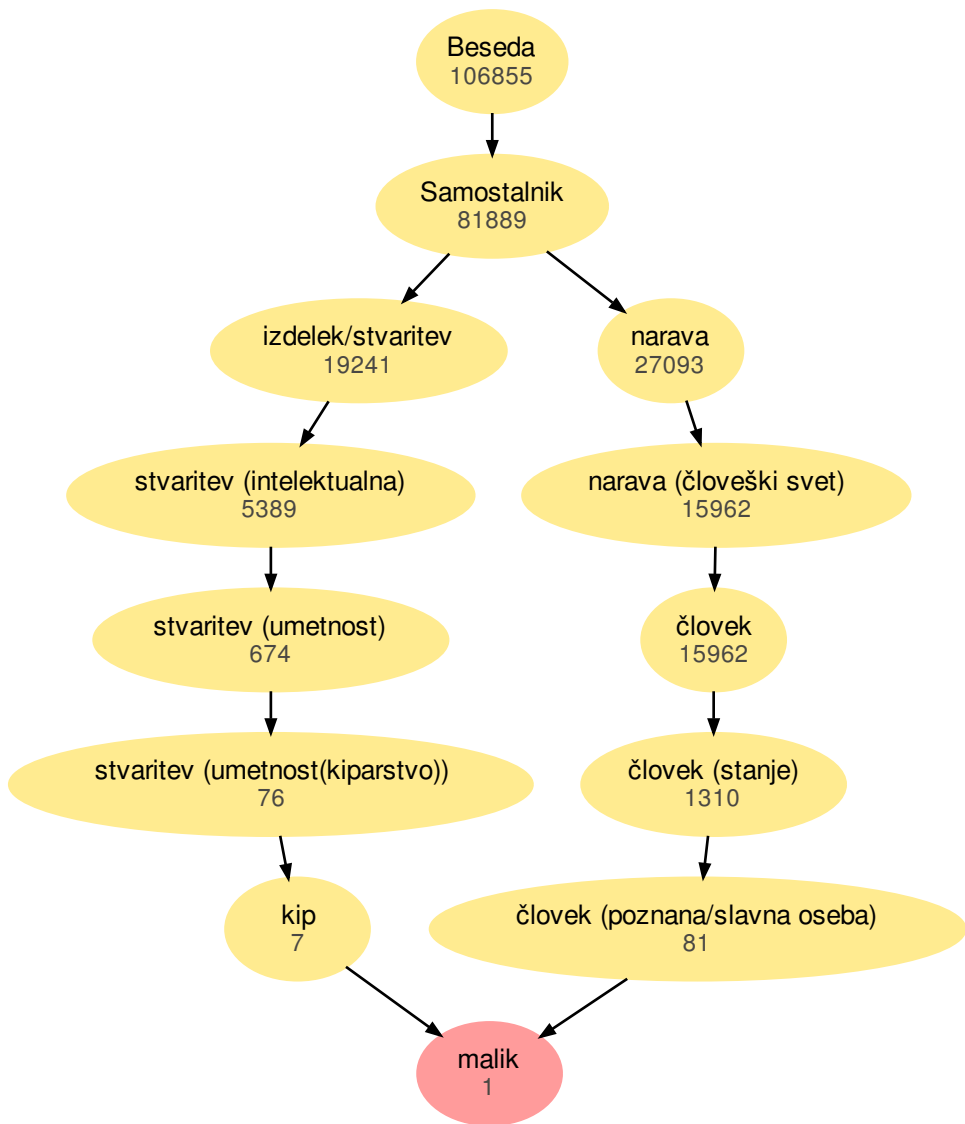 Beseda
106855
Samostalnik
81889
izdelek/stvaritev
19241
narava
27093
stvaritev (intelektualna)
5389
narava (človeški svet)
15962
stvaritev (umetnost)
674
človek
15962
stvaritev (umetnost(kiparstvo))
76
človek (stanje)
1310
kip
7
človek (poznana/slavna oseba)
81
malik
1